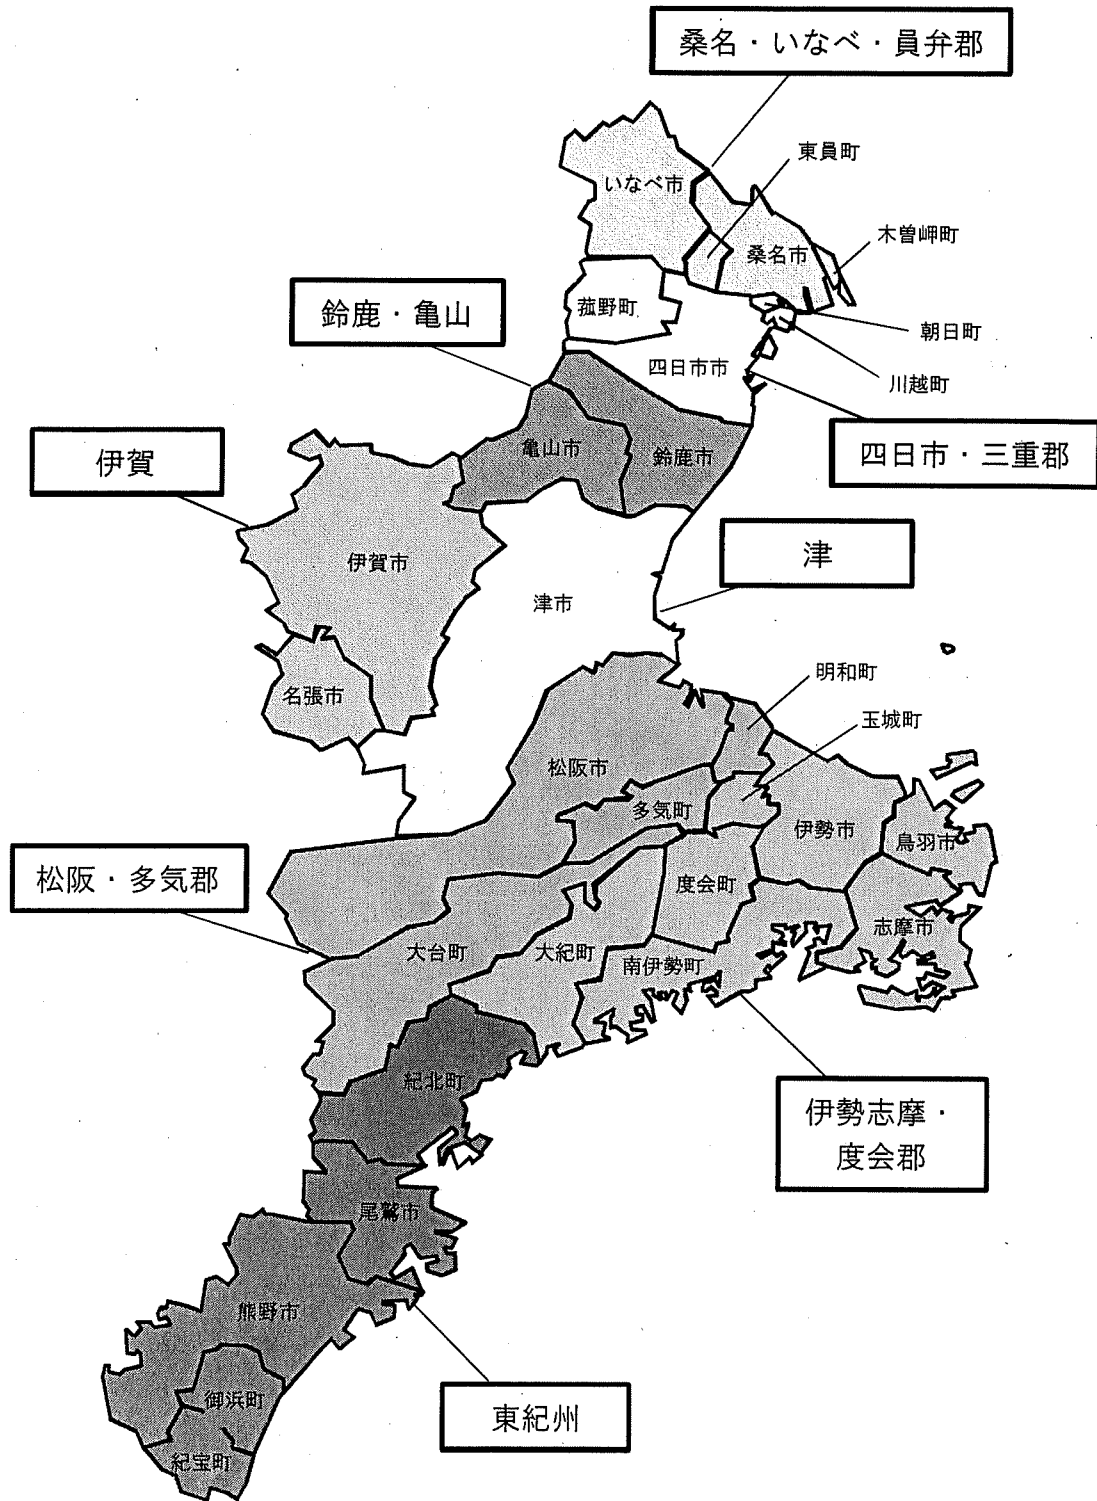 桑名・いなべ・員弁郡
東員町
いなべ市
木曽岬町
桑名市
鈴鹿・亀山
菰野町
朝日町
四日市市
川越町
伊賀
亀山市
鈴鹿市
四日市・三重郡
伊賀市
津
津市
明和町
名張市
玉城町
松阪市
多気町
伊勢市
鳥羽市
松阪・多気郡
度会町
志摩市
大台町
大紀町
南伊勢町
紀北町
伊勢志摩・
度会郡
尾鷲市
熊野市
御浜町
東紀州
紀宝町